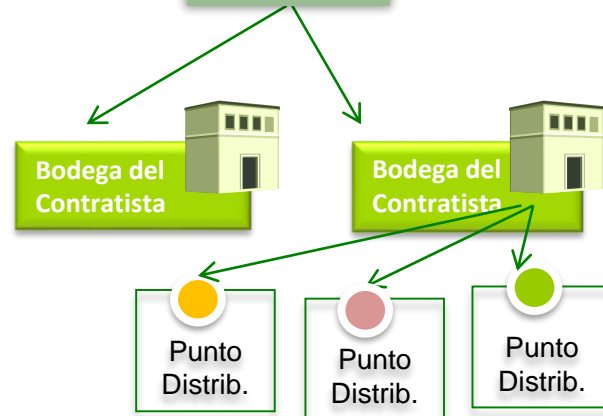 Bodega del
Contratista
Bodega del
Contratista
Punto
Distrib.
Punto
Distrib.
Punto
Distrib.